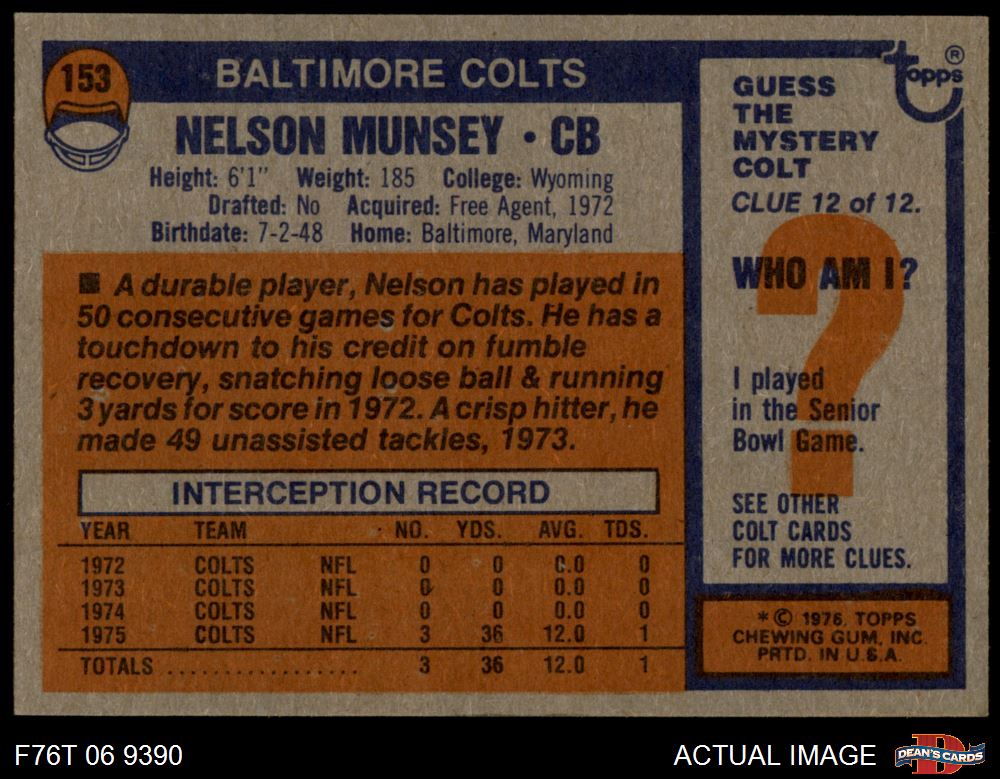 153
BALTIMORE COLTS
NELSON MUNSEY • CB
Height: 6'1" Weight: 185 College: Wyoming
Drafted: No Acquired: Free Agent, 1972
Birthdate: 7-2-48 Home: Baltimore, Maryland
■ A durable player, Nelson has played in
50 consecutive games for Colts. He has a
touchdown to his credit on fumble
recovery, snatching loose ball & running
3 yards for score in 1972. A crisp hitter, he
made 49 unassisted tackles, 1973.
INTERCEPTION RECORD
YEAR TEAM NO. YDS. AVG. TDS.
1972 COLTS NFL 0 0 0.0 0
1973 COLTS NFL 0 0 0.0 0
1974 COLTS NFL 0 0 0.0 0
1975 COLTS NFL 3 36 12.0 1
TOTALS .................. 3 36 12.0 1
topps®
GUESS
THE
MYSTERY
COLT
CLUE 12 of 12.
WHO AM I?
?
I played
in the Senior
Bowl Game.
SEE OTHER
COLT CARDS
FOR MORE CLUES.
* © 1976, TOPPS
CHEWING GUM, INC.
PRTD. IN U.S.A.
F76T 06 9390
ACTUAL IMAGE
DEAN'S CARDS